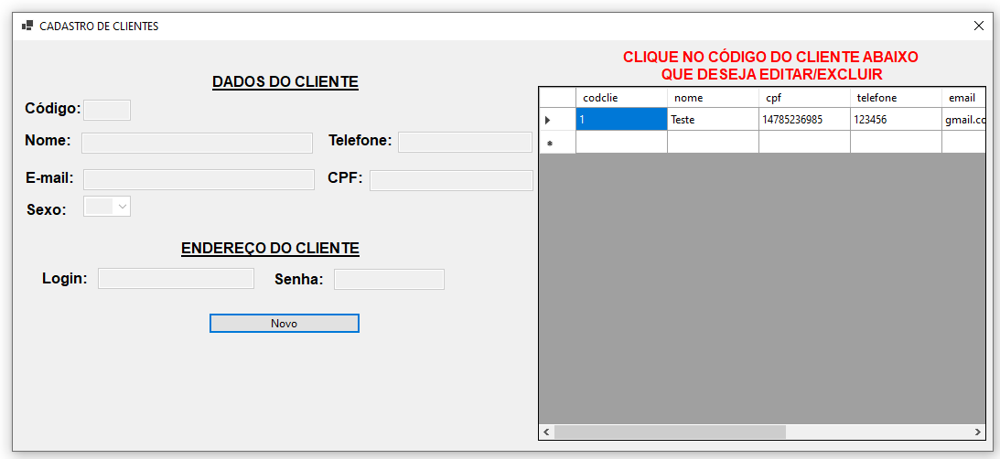 CADASTRO DE CLIENTES
DADOS DO CLIENTE
Código:
Nome:
Telefone:
E-mail:
CPF:
Sexo:
ENDEREÇO DO CLIENTE
Login:
Senha:
Novo
CLIQUE NO CÓDIGO DO CLIENTE ABAIXO
QUE DESEJA EDITAR/EXCLUIR
codclie nome cpf telefone email
1 Teste 14785236985 123456 gmail.co